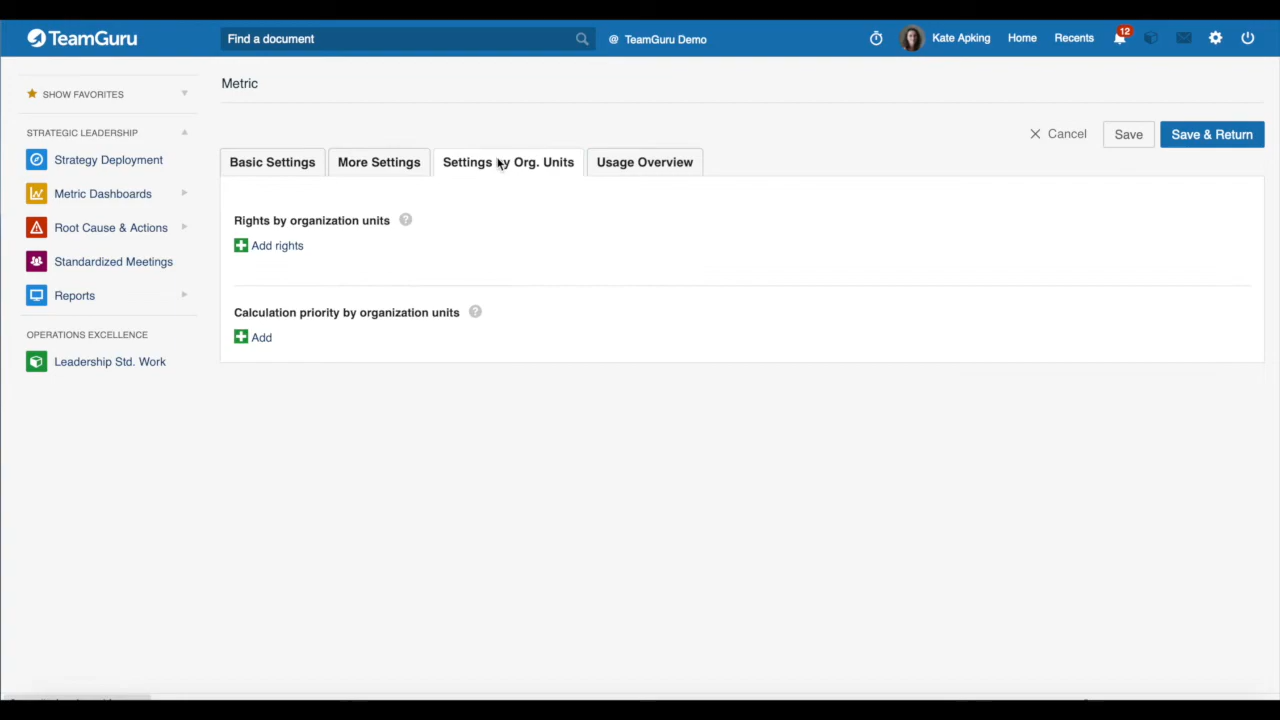 TeamGuru
Find a document
@ TeamGuru Demo
Kate Apking
Home
Recents
12
SHOW FAVORITES
STRATEGIC LEADERSHIP
Strategy Deployment
Metric Dashboards
Root Cause & Actions
Standardized Meetings
Reports
OPERATIONS EXCELLENCE
Leadership Std. Work
Metric
Cancel
Save
Save & Return
Basic Settings
More Settings
Settings by Org. Units
Usage Overview
Rights by organization units ?
Add rights
Calculation priority by organization units ?
Add